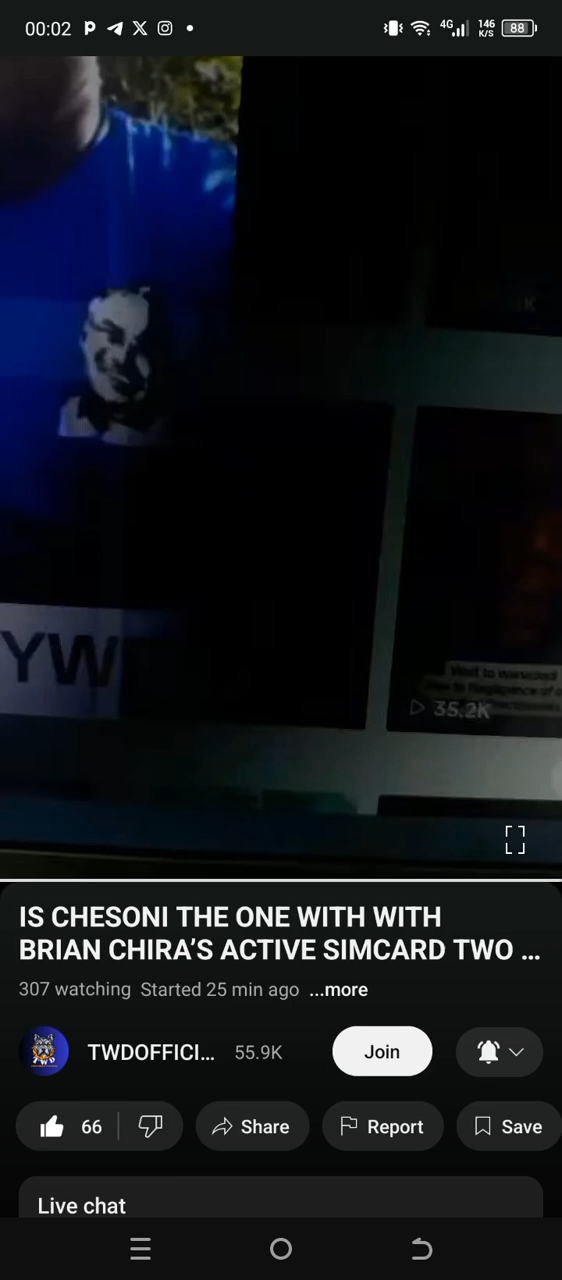 00:02
4G
146
K/S
88
K
YW
35.2K
IS CHESONI THE ONE WITH WITH
BRIAN CHIRA’S ACTIVE SIMCARD TWO ...
307 watching Started 25 min ago ...more
TWDOFFICI... 55.9K Join
66 Share Report Save
Live chat